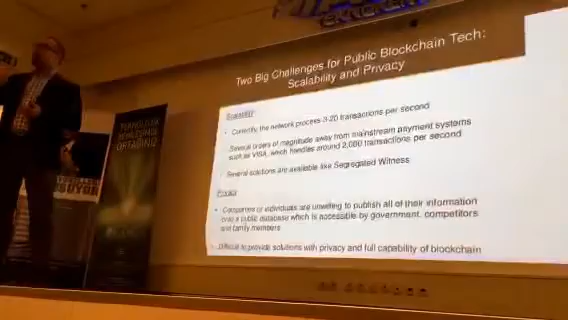 Two Big Challenges for Public Blockchain Tech:
Scalability and Privacy
Scalability
Currently, the network process 3-20 transactions per second
Several orders of magnitude away from mainstream payment systems
such as VISA, which handles around 2,000 transactions per second
Several solutions are available like Segregated Witness
Privacy
Companies or individuals are unwilling to publish all of their information
onto a public database which is accessible by government, competitors
and family members
Difficult to provide solutions with privacy and full capability of blockchain